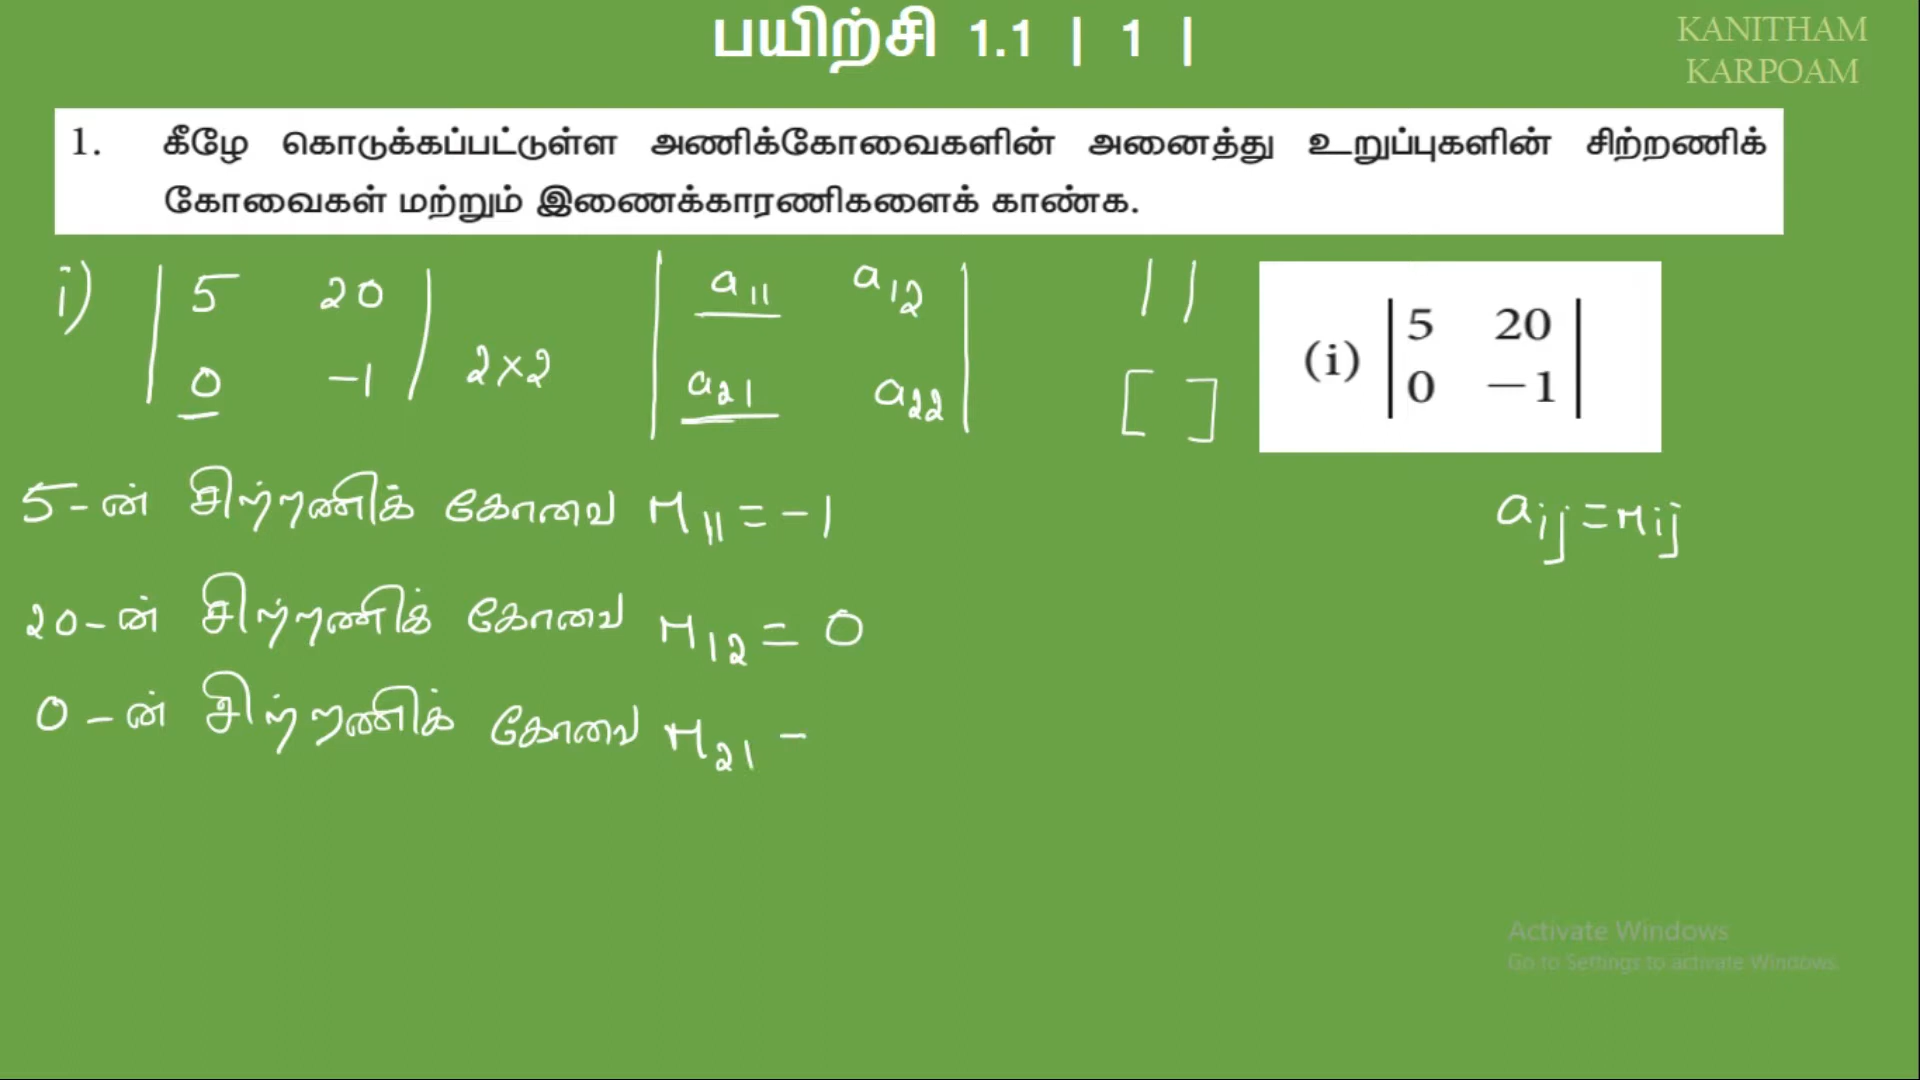 பயிற்சி 1.1 | 1 |
KANITHAM
KARPOAM
1. கீழே கொடுக்கப்பட்டுள்ள அணிக்கோவைகளின் அனைத்து உறுப்புகளின் சிற்றணிக்
கோவைகள் மற்றும் இணைக்காரணிகளைக் காண்க.
i) | 5 20 | | a11 a12 | | |
| 0 -1 | 2×2 | a21 a22 | [ ]
(i) | 5 20 |
| 0 −1 |
5-ன் சிற்றணிக் கோவை M11 = -1
aij = Mij
20-ன் சிற்றணிக் கோவை M12 = 0
0-ன் சிற்றணிக் கோவை M21 -
Activate Windows
Go to Settings to activate Windows.